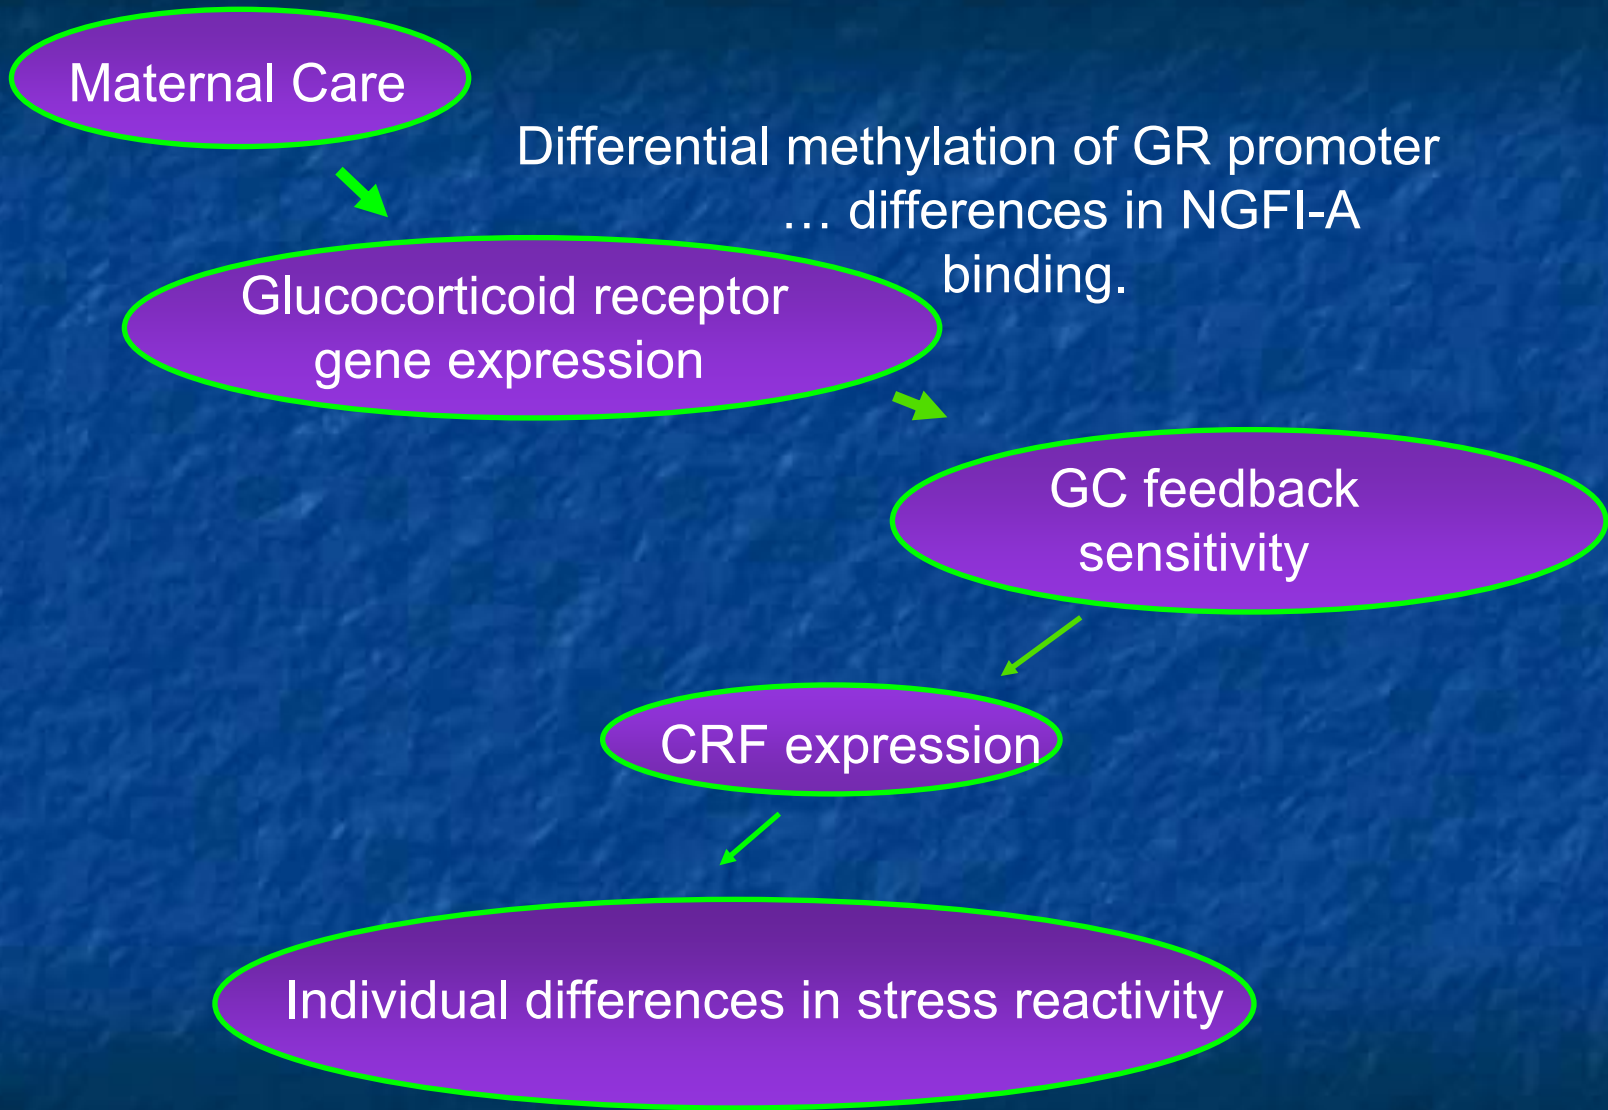 Maternal Care
Differential methylation of GR promoter
… differences in NGFI-A
binding.
Glucocorticoid receptor
gene expression
GC feedback
sensitivity
CRF expression
Individual differences in stress reactivity